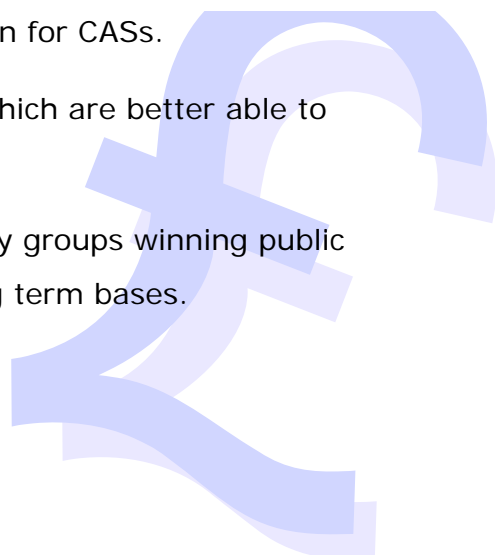 n for CASs.
hich are better able to
y groups winning public
g term bases.
£